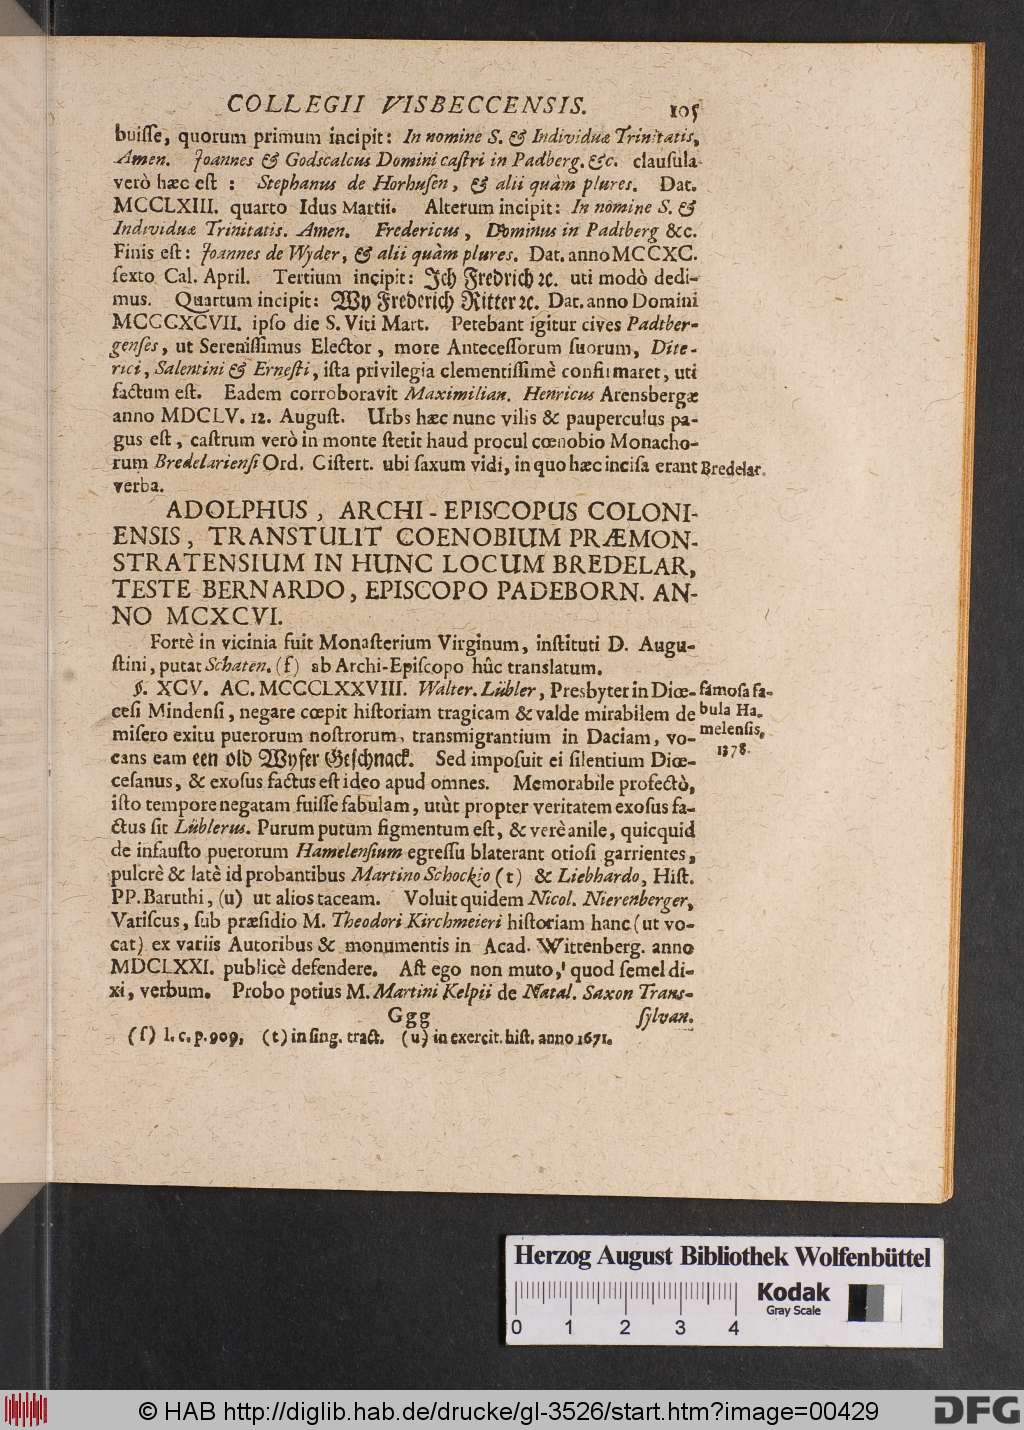 COLLEGII VISBECCENSIS. 105
buiſſe, quorum primum incipit: In nomine S. & Individuæ Trinitatis,
Amen. Joannes & Godscalcus Domini caſtri in Padberg. &c. clauſula
verò hæc eſt : Stephanus de Horhuſen, & alii quàm plures. Dat.
MCCLXIII. quarto Idus Martii. Alterum incipit: In nomine S. &
Individuæ Trinitatis. Amen. Fredericus, Dominus in Padtberg &c.
Finis eſt: Joannes de Wyder, & alii quàm plures. Dat. anno MCCXC.
ſexto Cal. April. Tertium incipit: Ich Fredrich ꝛc. uti modò dedi-
mus. Quartum incipit: Wy Frederich Ritter ꝛc. Dat. anno Domini
MCCCXCVII. ipſo die S. Viti Mart. Petebant igitur cives Padtber-
genſes, ut Sereniſſimus Elector, more Anteceſſorum ſuorum, Dite-
rici, Salentini & Erneſti, iſta privilegia clementiſſimè confirmaret, uti
factum eſt. Eadem corroboravit Maximilian. Henricus Arensbergæ
anno MDCLV. 12. Auguſt. Urbs hæc nunc vilis & pauperculus pa-
gus eſt, caſtrum verò in monte ſtetit haud procul cœnobio Monacho-
rum Bredelarienſi Ord. Ciſtert. ubi ſaxum vidi, in quo hæc inciſa erant Bredelar.
verba.
ADOLPHUS, ARCHI-EPISCOPUS COLONI-
ENSIS, TRANSTULIT COENOBIUM PRÆMON-
STRATENSIUM IN HUNC LOCUM BREDELAR,
TESTE BERNARDO, EPISCOPO PADEBORN. AN-
NO MCXCVI.
Fortè in vicinia fuit Monaſterium Virginum, inſtituti D. Augu-
ſtini, putat Schaten. (ſ) ab Archi-Epiſcopo hûc translatum.
§. XCV. AC. MCCCLXXVIII. Walter. Lübler, Presbyter in Diœ- famoſa fa-
ceſi Mindenſi, negare cœpit hiſtoriam tragicam & valde mirabilem de bula Ha-
miſero exitu puerorum noſtrorum, transmigrantium in Daciam, vo- melenſis,
cans eam een old Wyfer Geſchnack. Sed impoſuit ei ſilentium Diœ- 1378.
ceſanus, & exoſus factus eſt ideo apud omnes. Memorabile profectò,
iſto tempore negatam fuiſſe fabulam, utùt propter veritatem exoſus fa-
ctus ſit Lüblerus. Purum putum figmentum eſt, & verè anile, quicquid
de infauſto puerorum Hamelenſium egreſſu blaterant otioſi garrientes,
pulcrè & latè id probantibus Martino Schockio (t) & Liebhardo, Hiſt.
PP. Baruthi, (u) ut alios taceam. Voluit quidem Nicol. Nierenberger,
Variſcus, ſub præſidio M. Theodori Kirchmeieri hiſtoriam hanc (ut vo-
cat) ex variis Autoribus & monumentis in Acad. Wittenberg. anno
MDCLXXI. publicè defendere. Aſt ego non muto, quod ſemel di-
xi, verbum. Probo potius M. Martini Kelpii de Natal. Saxon Trans-
Ggg ſylvan.
(ſ) l. c. p. 909. (t) in ſing. tract. (u) in exercit. hiſt. anno 1671.
Herzog August Bibliothek Wolfenbüttel
Kodak
Gray Scale
0 1 2 3 4
© HAB http://diglib.hab.de/drucke/gl-3526/start.htm?image=00429
DFG